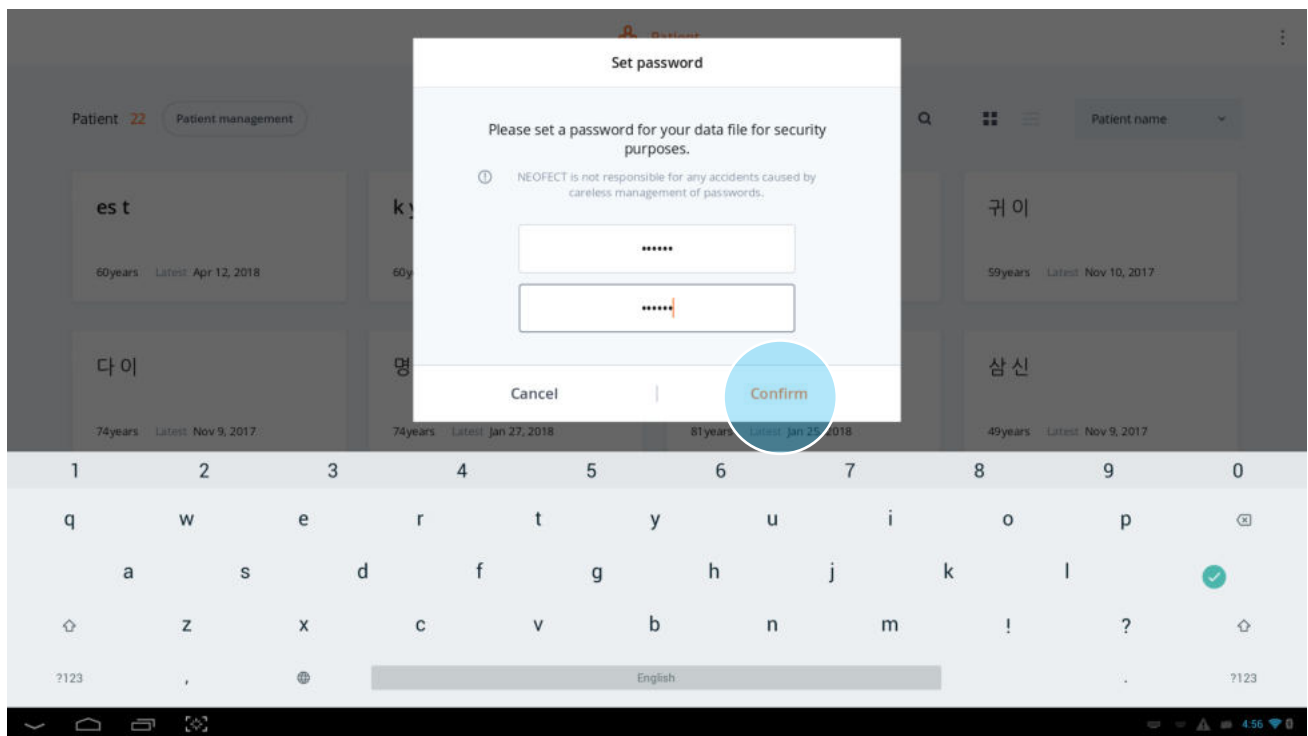 Patient
Set password
Patient 22 Patient management
Patient name
Please set a password for your data file for security
purposes.
NEOFECT is not responsible for any accidents caused by
careless management of passwords.
es t
k y
귀 이
••••••
60years Latest Apr 12, 2018
60y
59years Latest Nov 10, 2017
••••••
다 이
명
삼 신
Cancel | Confirm
74years Latest Nov 9, 2017
74years Latest Jan 27, 2018
81years Latest Jan 25, 2018
49years Latest Nov 9, 2017
1 2 3 4 5 6 7 8 9 0
q w e r t y u i o p
a s d f g h j k l
z x c v b n m ! ?
?123 , English . ?123
4:56